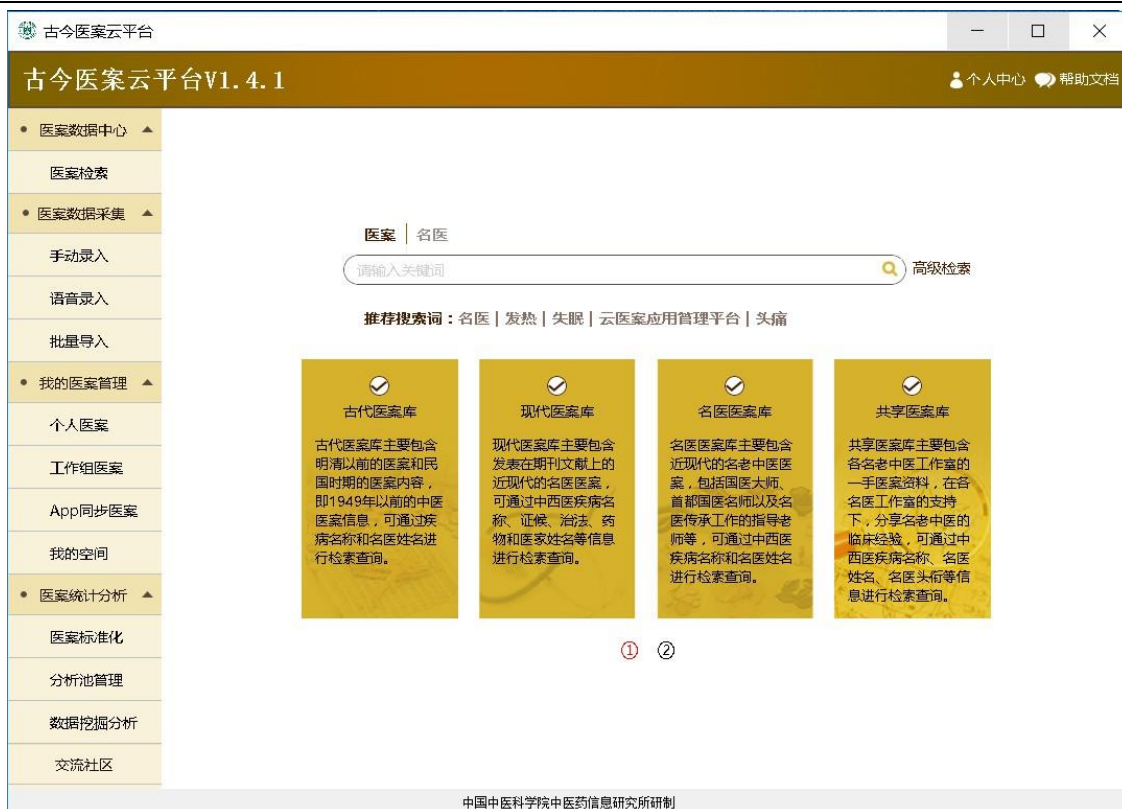 古今医案云平台
古今医案云平台V1.4.1
个人中心 帮助文档
医案数据中心
医案检索
医案数据采集
手动录入
语音录入
批量导入
我的医案管理
个人医案
工作组医案
App同步医案
我的空间
医案统计分析
医案标准化
分析池管理
数据挖掘分析
交流社区
医案 | 名医
请输入关键词
高级检索
推荐搜索词：名医 | 发热 | 失眠 | 云医案应用管理平台 | 头痛
古代医案库
古代医案库主要包含
明清以前的医案和民
国时期的医案内容，
即1949年以前的中医
医案信息，可通过疾
病名称和名医姓名进
行检索查询。
现代医案库
现代医案库主要包含
发表在期刊文献上的
近现代的名医医案，
可通过中西医疾病名
称、证候、治法、药
物和医家姓名等信息
进行检索查询。
名医医案库
名医医案库主要包含
近现代的名老中医医
案，包括国医大师、
首都国医名师以及名
医传承工作的指导老
师等，可通过中西医
疾病名称和名医姓名
进行检索查询。
共享医案库
共享医案库主要包含
各名老中医工作室的
一手医案资料，在各
名医工作室的支持
下，分享名老中医的
临床经验，可通过中
西医疾病名称、名医
姓名、名医头衔等信
息进行检索查询。
① ②
中国中医科学院中医药信息研究所研制